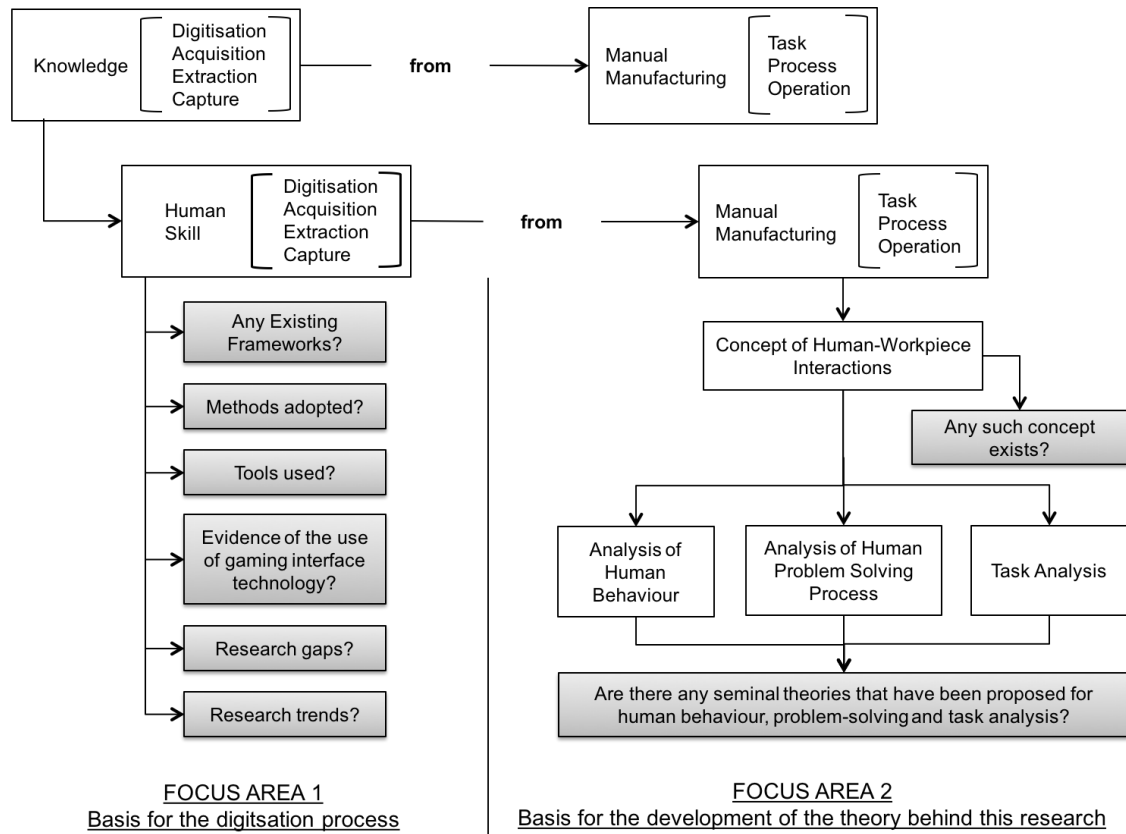 Knowledge
Digitisation
Acquisition
Extraction
Capture
from
Manual
Manufacturing
Task
Process
Operation
Human
Skill
Digitisation
Acquisition
Extraction
Capture
from
Manual
Manufacturing
Task
Process
Operation
Any Existing
Frameworks?
Methods adopted?
Tools used?
Evidence of the use
of gaming interface
technology?
Research gaps?
Research trends?
Concept of Human-Workpiece
Interactions
Any such concept
exists?
Analysis of
Human
Behaviour
Analysis of Human
Problem Solving
Process
Task Analysis
Are there any seminal theories that have been proposed for
human behaviour, problem-solving and task analysis?
FOCUS AREA 1
Basis for the digitsation process
FOCUS AREA 2
Basis for the development of the theory behind this research